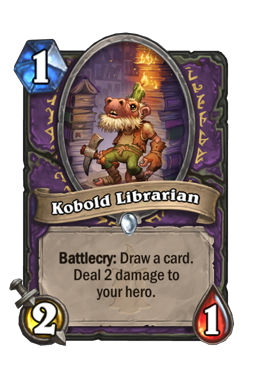 1
Kobold Librarian
Battlecry: Draw a card.
Deal 2 damage to
your hero.
2
1